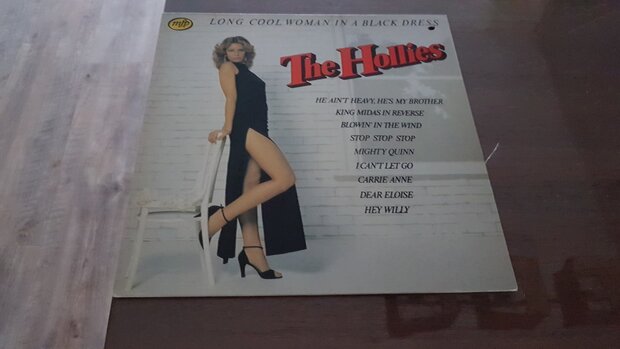 mfp
LONG COOL WOMAN IN A BLACK DRESS
The Hollies
HE AIN'T HEAVY, HE'S MY BROTHER
KING MIDAS IN REVERSE
BLOWIN' IN THE WIND
STOP STOP STOP
MIGHTY QUINN
I CAN'T LET GO
CARRIE ANNE
DEAR ELOISE
HEY WILLY